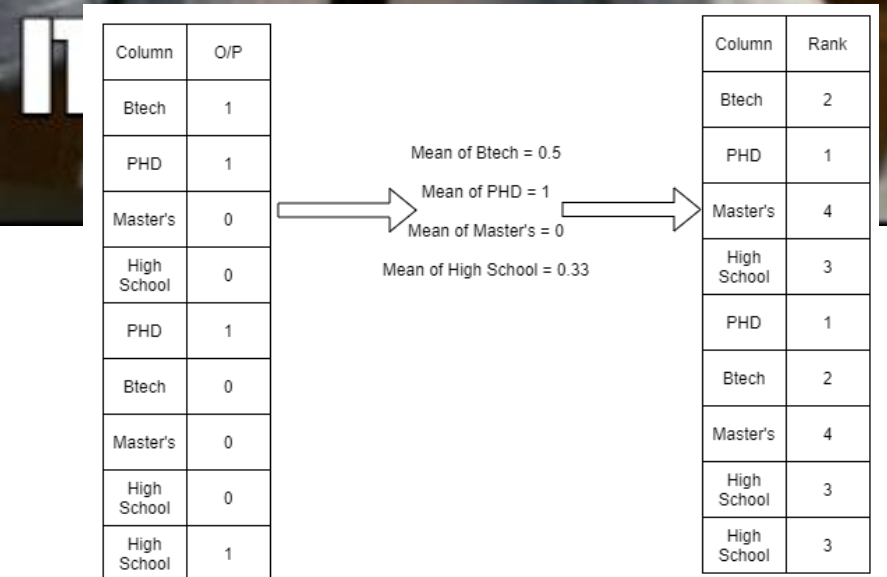 Column O/P
Btech 1
PHD 1
Master's 0
High
School 0
PHD 1
Btech 0
Master's 0
High
School 0
High
School 1
Mean of Btech = 0.5
Mean of PHD = 1
Mean of Master's = 0
Mean of High School = 0.33
Column Rank
Btech 2
PHD 1
Master's 4
High
School 3
PHD 1
Btech 2
Master's 4
High
School 3
High
School 3